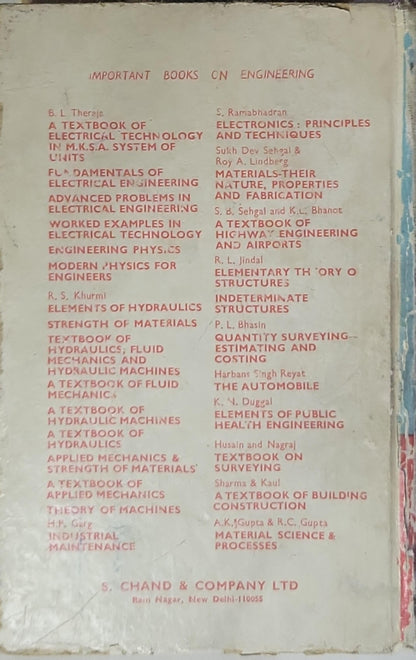 IMPORTANT BOOKS ON ENGINEERING
B. L. Theraja
A TEXTBOOK OF
ELECTRICAL TECHNOLOGY
IN M.K.S.A. SYSTEM OF
UNITS
FUNDAMENTALS OF
ELECTRICAL ENGINEERING
ADVANCED PROBLEMS IN
ELECTRICAL ENGINEERING
WORKED EXAMPLES IN
ELECTRICAL TECHNOLOGY
ENGINEERING PHYSICS
MODERN PHYSICS FOR
ENGINEERS
R. S. Khurmi
ELEMENTS OF HYDRAULICS
STRENGTH OF MATERIALS
TEXTBOOK OF
HYDRAULICS, FLUID
MECHANICS AND
HYDRAULIC MACHINES
A TEXTBOOK OF FLUID
MECHANICS
A TEXTBOOK OF
HYDRAULIC MACHINES
A TEXTBOOK OF
HYDRAULICS
APPLIED MECHANICS &
STRENGTH OF MATERIALS
A TEXTBOOK OF
APPLIED MECHANICS
THEORY OF MACHINES
H.P. Garg
INDUSTRIAL
MAINTENANCE
S. Ramabhadran
ELECTRONICS : PRINCIPLES
AND TECHNIQUES
Sukh Dev Sehgal &
Roy A. Lindberg
MATERIALS-THEIR
NATURE, PROPERTIES
AND FABRICATION
S. B. Sehgal and K.L. Bhanot
A TEXTBOOK OF
HIGHWAY ENGINEERING
AND AIRPORTS
R. L. Jindal
ELEMENTARY THEORY O
STRUCTURES
INDETERMINATE
STRUCTURES
P. L. Bhasin
QUANTITY SURVEYING—
ESTIMATING AND
COSTING
Harbans Singh Reyat
THE AUTOMOBILE
K. N. Duggal
ELEMENTS OF PUBLIC
HEALTH ENGINEERING
Husain and Nagraj
TEXTBOOK ON
SURVEYING
Sharma & Kaul
A TEXTBOOK OF BUILDING
CONSTRUCTION
A.K. Gupta & R.C. Gupta
MATERIAL SCIENCE &
PROCESSES
S. CHAND & COMPANY LTD
Ram Nagar, New Delhi-110055